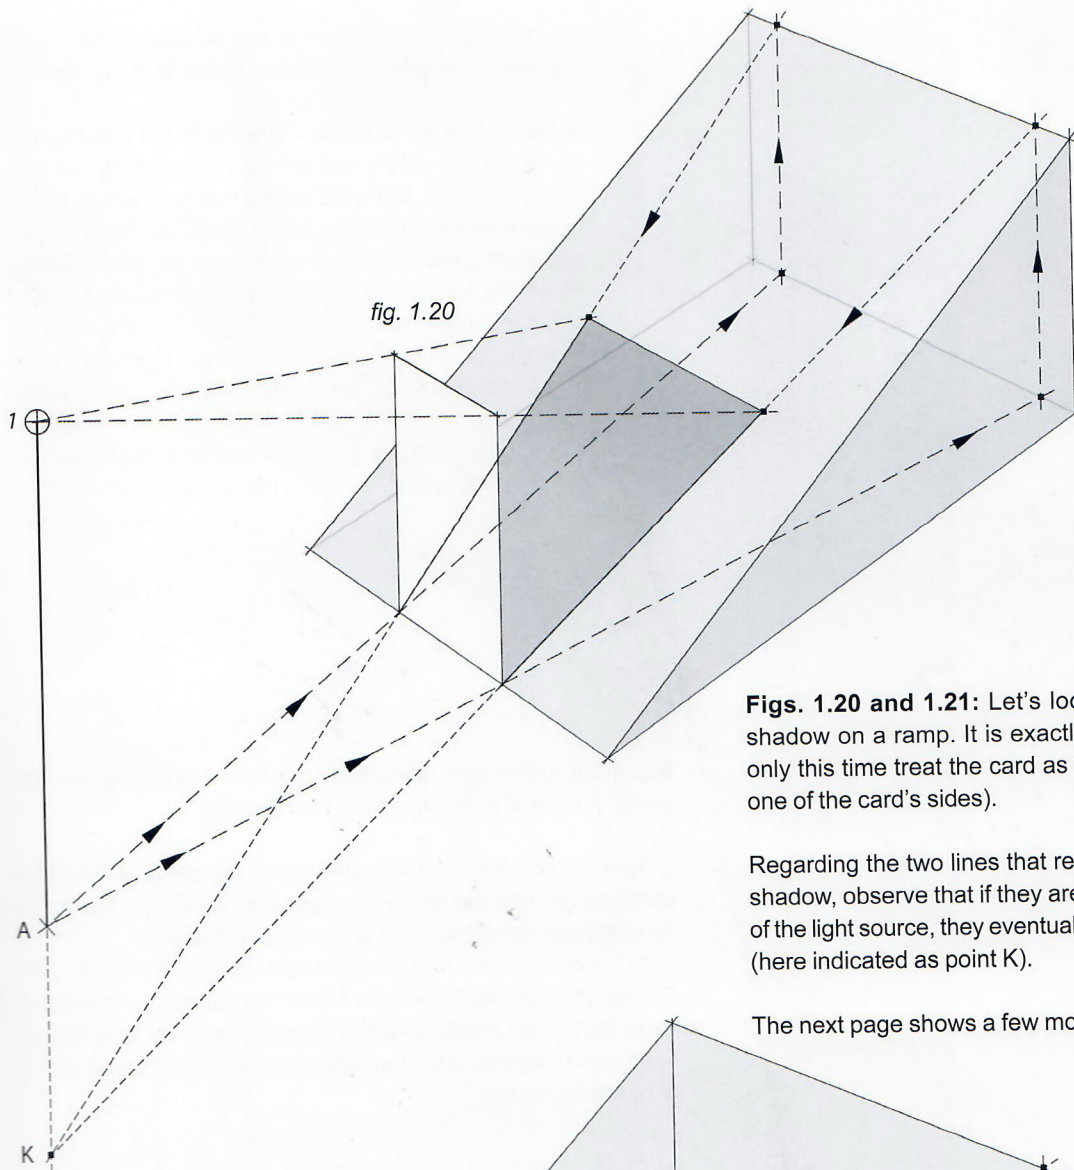 fig. 1.20
1
A
K
Figs. 1.20 and 1.21: Let's loo
shadow on a ramp. It is exactl
only this time treat the card as
one of the card's sides).
Regarding the two lines that re
shadow, observe that if they are
of the light source, they eventual
(here indicated as point K).
The next page shows a few mo